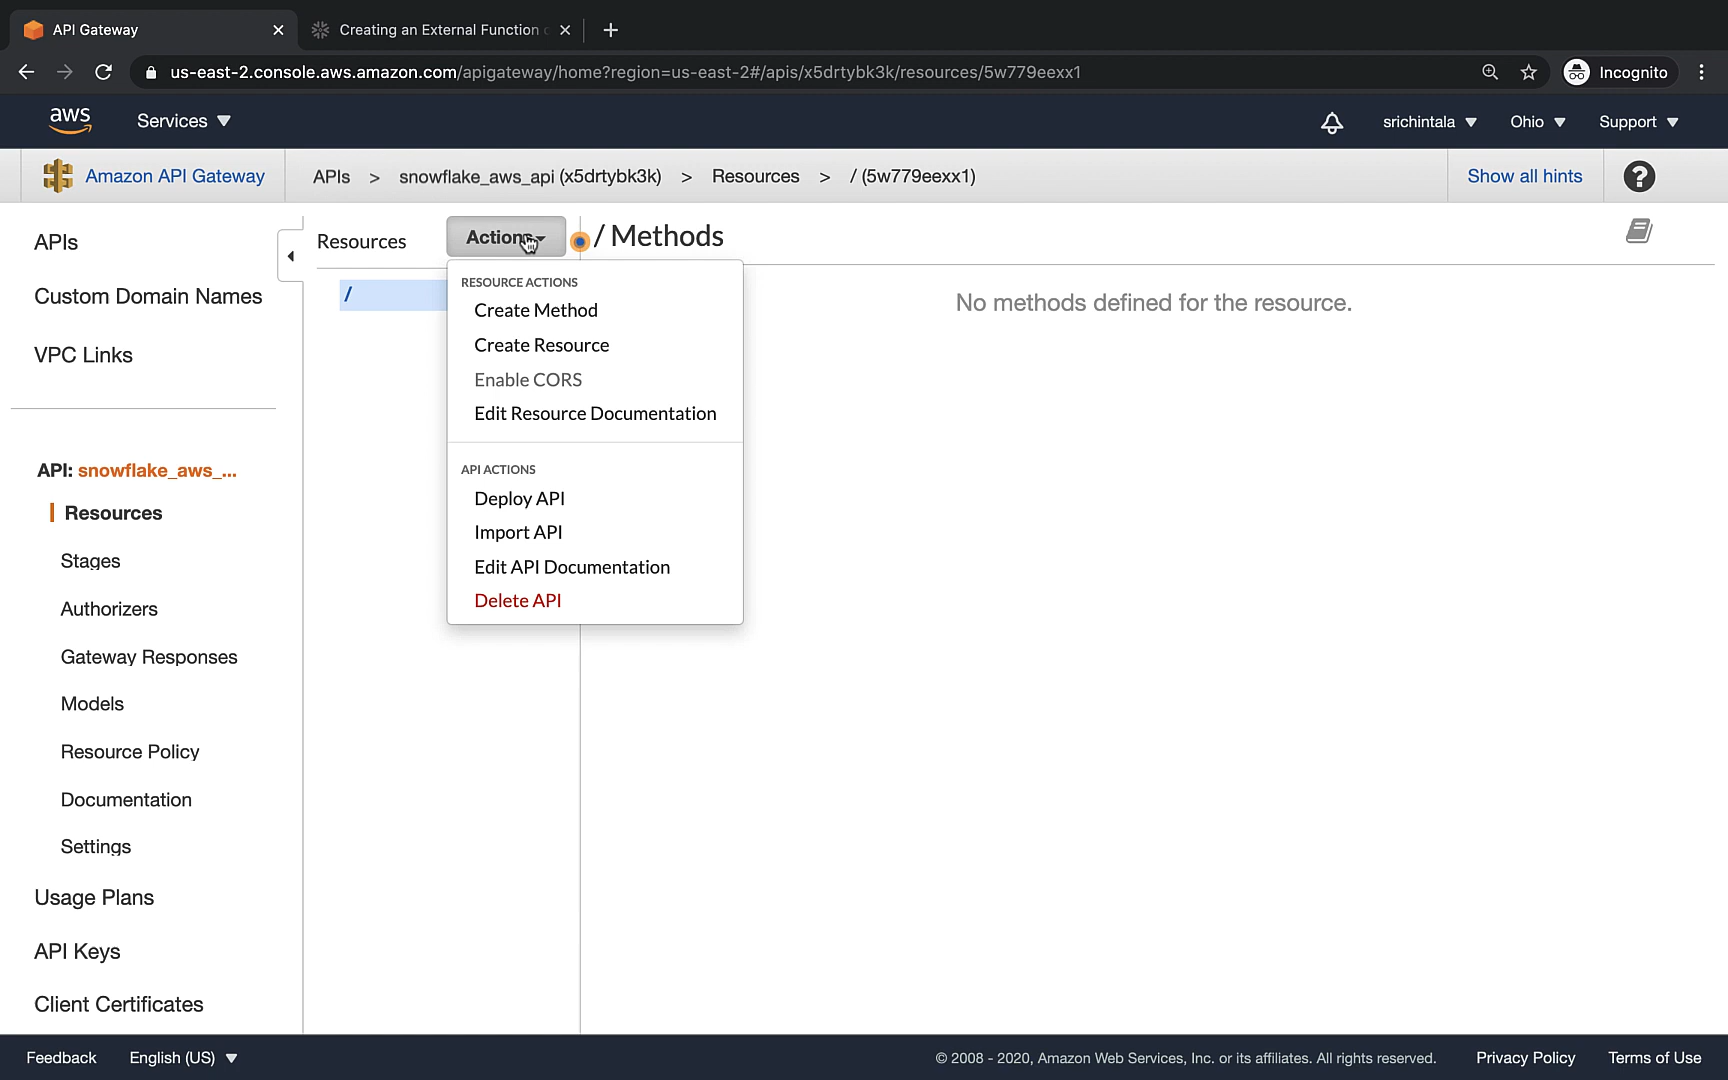 API Gateway
Creating an External Function
us-east-2.console.aws.amazon.com/apigateway/home?region=us-east-2#/apis/x5drtybk3k/resources/5w779eexx1
Incognito
aws
Services
srichintala
Ohio
Support
Amazon API Gateway
APIs > snowflake_aws_api (x5drtybk3k) > Resources > / (5w779eexx1)
Show all hints
?
APIs
Custom Domain Names
VPC Links
API: snowflake_aws_...
Resources
Stages
Authorizers
Gateway Responses
Models
Resource Policy
Documentation
Settings
Usage Plans
API Keys
Client Certificates
Resources
Actions
/
RESOURCE ACTIONS
Create Method
Create Resource
Enable CORS
Edit Resource Documentation
API ACTIONS
Deploy API
Import API
Edit API Documentation
Delete API
/ Methods
No methods defined for the resource.
Feedback
English (US)
© 2008 - 2020, Amazon Web Services, Inc. or its affiliates. All rights reserved.
Privacy Policy
Terms of Use